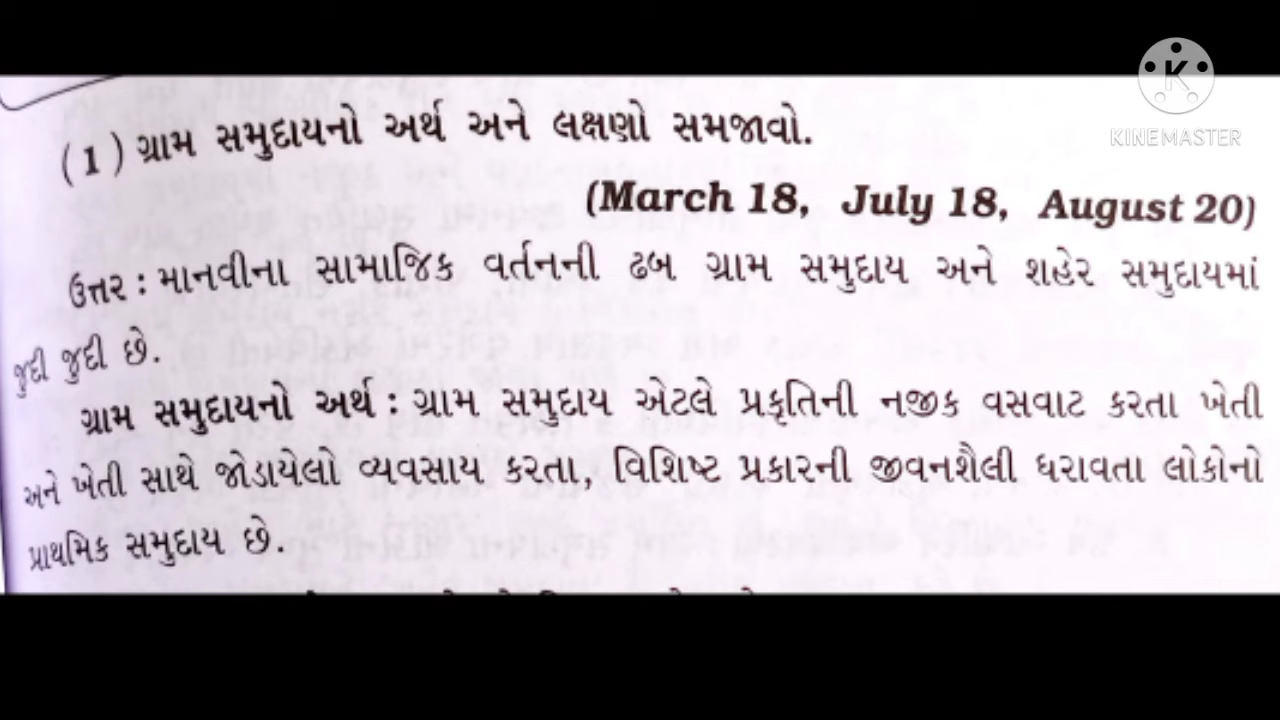 KINEMASTER
(1) ગ્રામ સમુદાયનો અર્થ અને લક્ષણો સમજાવો.
(March 18, July 18, August 20)
ઉત્તર : માનવીના સામાજિક વર્તનની ઢબ ગ્રામ સમુદાય અને શહેર સમુદાયમાં
જુદી જુદી છે.
ગ્રામ સમુદાયનો અર્થ : ગ્રામ સમુદાય એટલે પ્રકૃતિની નજીક વસવાટ કરતા ખેતી
અને ખેતી સાથે જોડાયેલો વ્યવસાય કરતા, વિશિષ્ટ પ્રકારની જીવનશૈલી ધરાવતા લોકોનો
પ્રાથમિક સમુદાય છે.